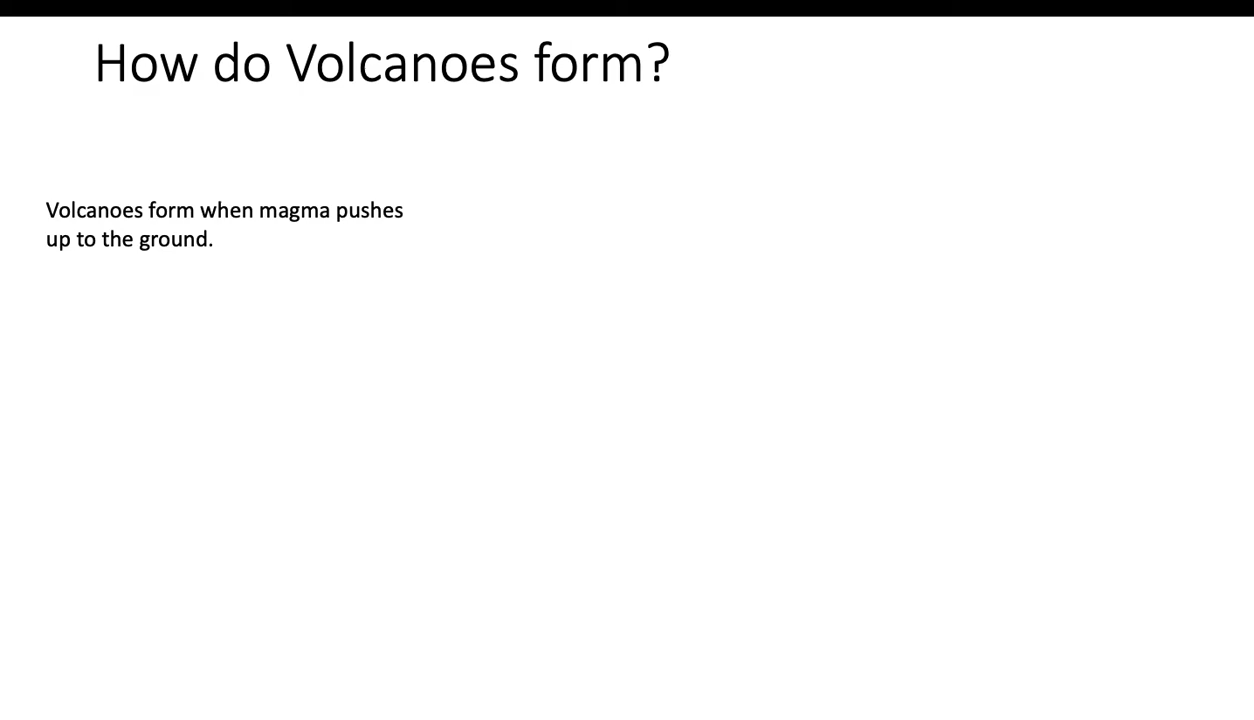 How do Volcanoes form?
Volcanoes form when magma pushes
up to the ground.